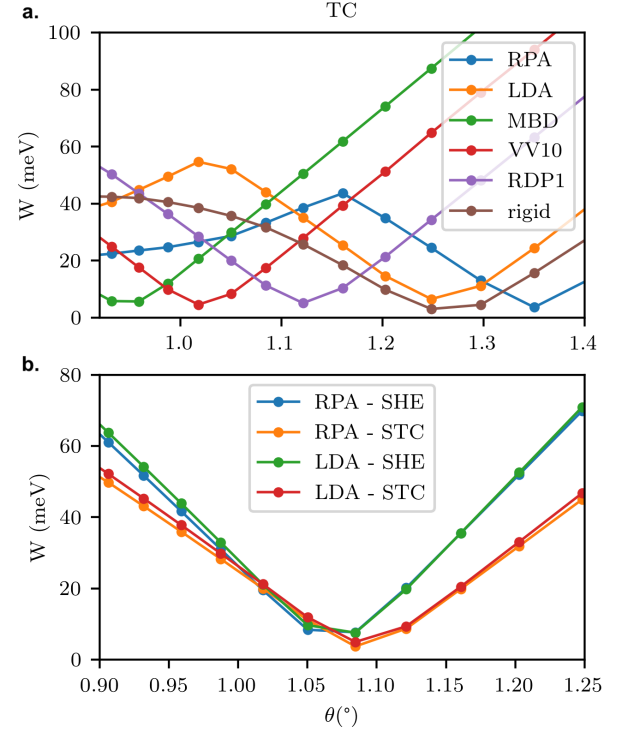 a.
TC
W (meV)
100
80
60
40
20
0
RPA
LDA
MBD
VV10
RDP1
rigid
1.0 1.1 1.2 1.3 1.4
b.
W (meV)
80
60
40
20
0
RPA - SHE
RPA - STC
LDA - SHE
LDA - STC
0.90 0.95 1.00 1.05 1.10 1.15 1.20 1.25
θ(°)